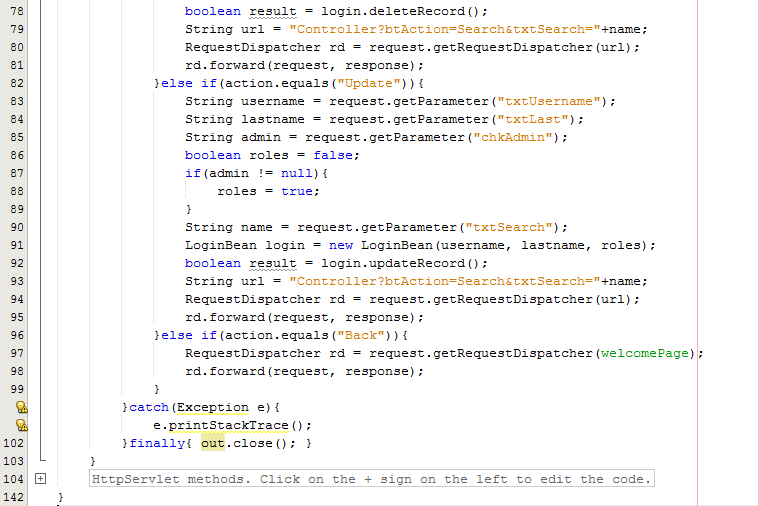 78 boolean result = login.deleteRecord();
79 String url = "Controller?btAction=Search&txtSearch="+name;
80 RequestDispatcher rd = request.getRequestDispatcher(url);
81 rd.forward(request, response);
82 }else if(action.equals("Update")){
83 String username = request.getParameter("txtUsername");
84 String lastname = request.getParameter("txtLast");
85 String admin = request.getParameter("chkAdmin");
86 boolean roles = false;
87 if(admin != null){
88 roles = true;
89 }
90 String name = request.getParameter("txtSearch");
91 LoginBean login = new LoginBean(username, lastname, roles);
92 boolean result = login.updateRecord();
93 String url = "Controller?btAction=Search&txtSearch="+name;
94 RequestDispatcher rd = request.getRequestDispatcher(url);
95 rd.forward(request, response);
96 }else if(action.equals("Back")){
97 RequestDispatcher rd = request.getRequestDispatcher(welcomePage);
98 rd.forward(request, response);
99 }
}catch(Exception e){
e.printStackTrace();
102 }finally{ out.close(); }
103 }
104 HttpServlet methods. Click on the + sign on the left to edit the code.
142 }